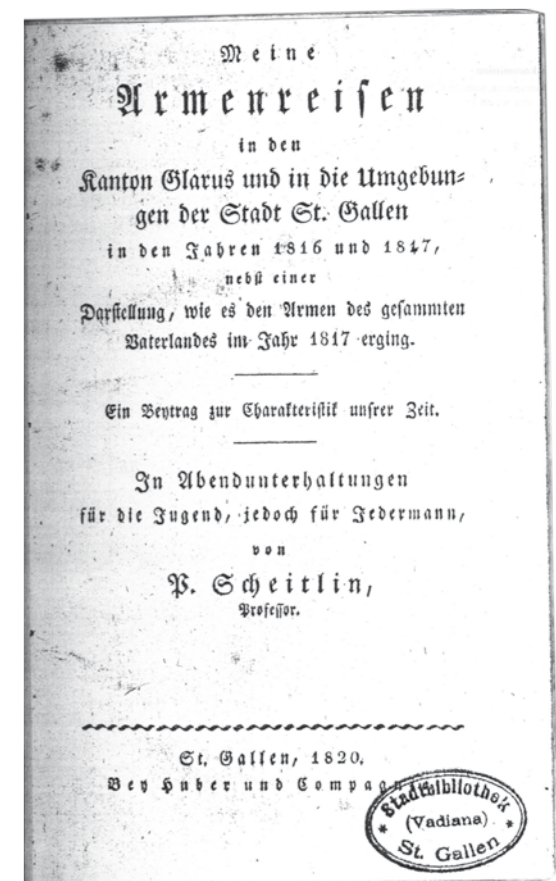 Meine
Armenreisen
in den
Kanton Glarus und in die Umgebun=
gen der Stadt St. Gallen
in den Jahren 1816 und 1817,
nebst einer
Darstellung, wie es den Armen des gesammten
Vaterlandes im Jahr 1817 erging.
Ein Beytrag zur Charakteristik unsrer Zeit.
In Abendunterhaltungen
für die Jugend, jedoch für Jedermann,
von
P. Scheitlin,
Professor.
St. Gallen, 1820.
Bey Huber und Compag
Stadtbibliothek
(Vadiana)
St. Gallen